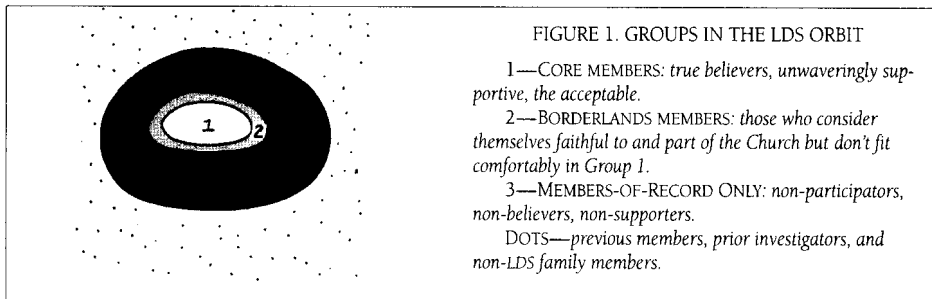 1
2
FIGURE 1. GROUPS IN THE LDS ORBIT
1—CORE MEMBERS: true believers, unwaveringly sup-
portive, the acceptable.
2—BORDERLANDS MEMBERS: those who consider
themselves faithful to and part of the Church but don't fit
comfortably in Group 1.
3—MEMBERS-OF-RECORD ONLY: non-participators,
non-believers, non-supporters.
DOTS—previous members, prior investigators, and
non-LDS family members.